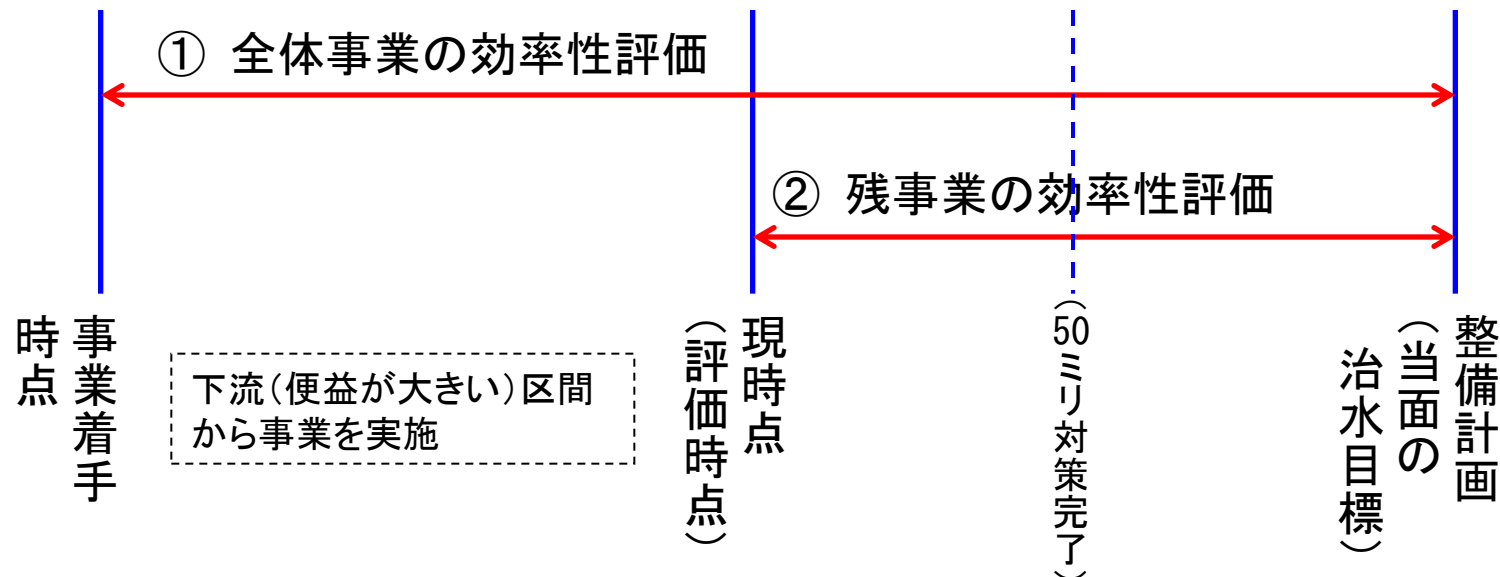 ① 全体事業の効率性評価
② 残事業の効率性評価
事業着手
時点
下流（便益が大きい）区間
から事業を実施
現時点
（評価時点）
（50ミリ対策完了）
整備計画
（当面の
治水目標）